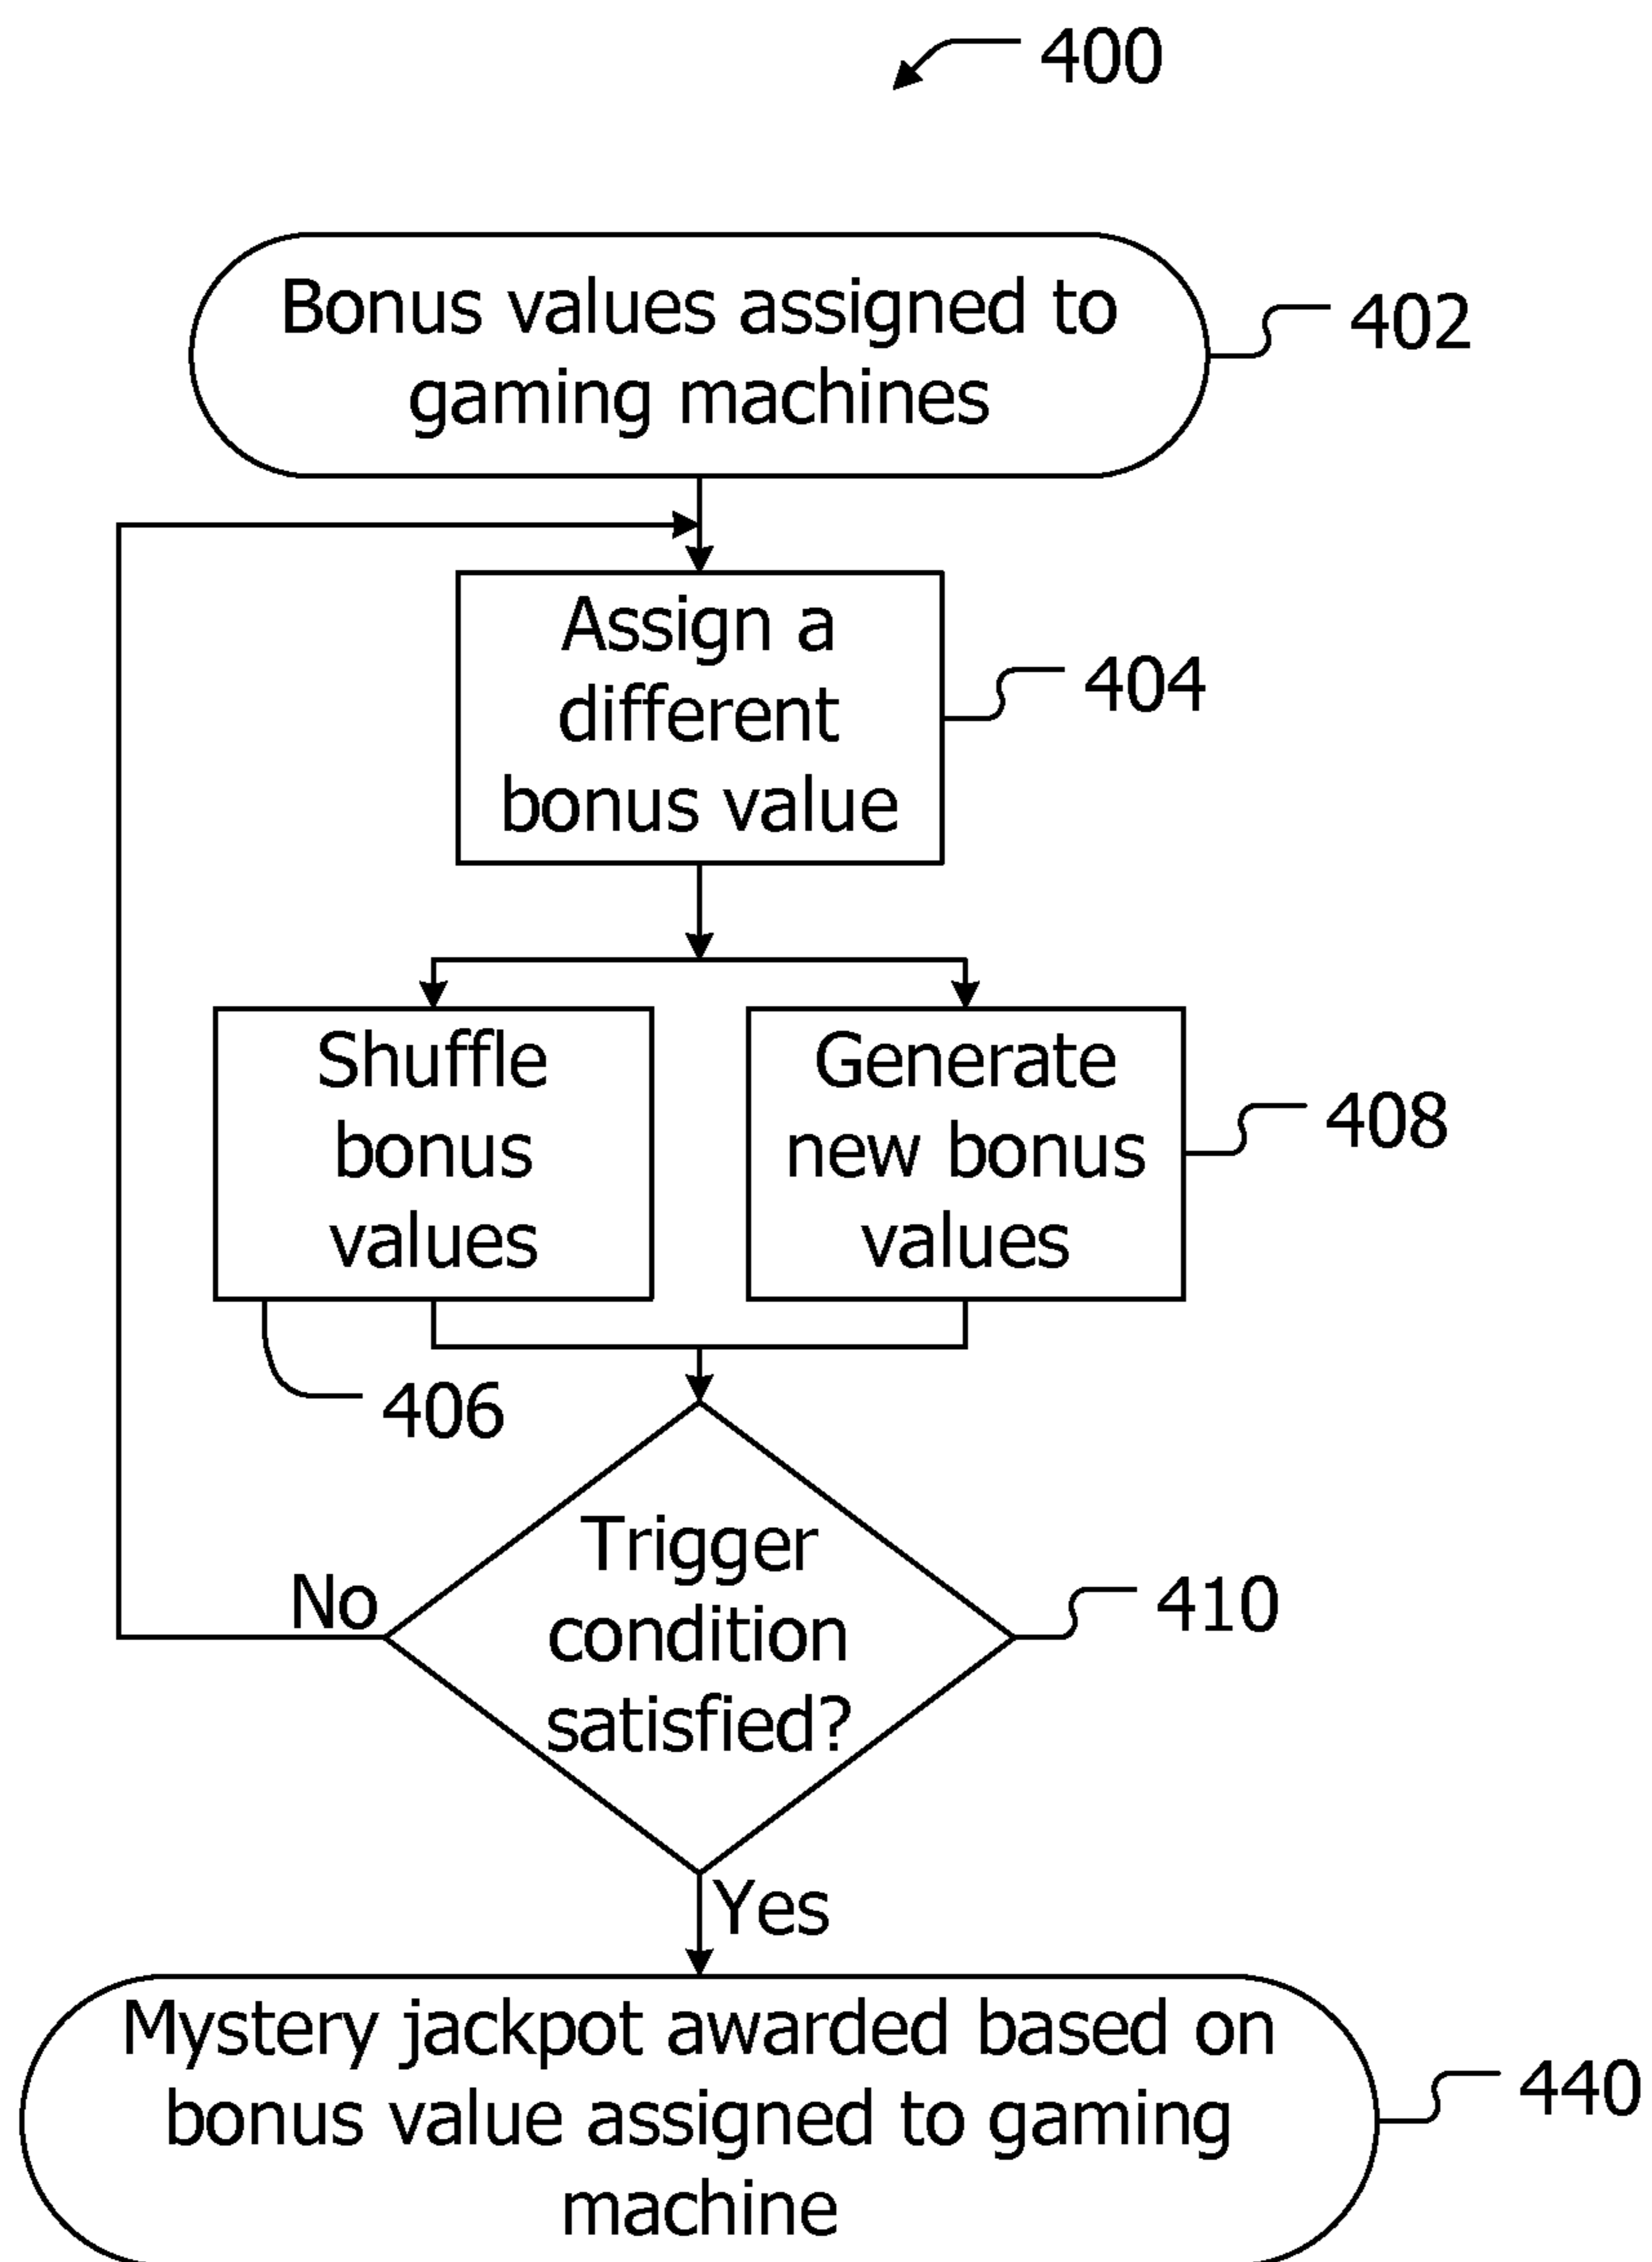 400
Bonus values assigned to
gaming machines
402
Assign a
different
bonus value
404
Shuffle
bonus
values
406
Generate
new bonus
values
408
Trigger
condition
satisfied?
410
No
Yes
Mystery jackpot awarded based on
bonus value assigned to gaming
machine
440